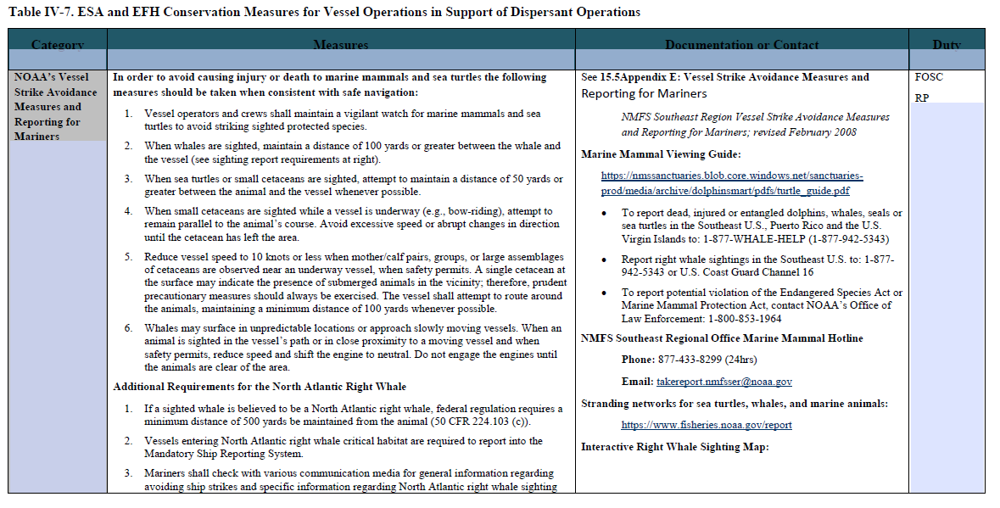 Table IV-7. ESA and EFH Conservation Measures for Vessel Operations in Support of Dispersant Operations
Category
Measures
Documentation or Contact
Duty
NOAA's Vessel
Strike Avoidance
Measures and
Reporting for
Mariners
In order to avoid causing injury or death to marine mammals and sea turtles the following
measures should be taken when consistent with safe navigation:
1. Vessel operators and crews shall maintain a vigilant watch for marine mammals and sea
turtles to avoid striking sighted protected species.
2. When whales are sighted, maintain a distance of 100 yards or greater between the whale and
the vessel (see sighting report requirements at right).
3. When sea turtles or small cetaceans are sighted, attempt to maintain a distance of 50 yards or
greater between the animal and the vessel whenever possible.
4. When small cetaceans are sighted while a vessel is underway (e.g., bow-riding), attempt to
remain parallel to the animal's course. Avoid excessive speed or abrupt changes in direction
until the cetacean has left the area.
5. Reduce vessel speed to 10 knots or less when mother/calf pairs, groups, or large assemblages
of cetaceans are observed near an underway vessel, when safety permits. A single cetacean at
the surface may indicate the presence of submerged animals in the vicinity; therefore, prudent
precautionary measures should always be exercised. The vessel shall attempt to route around
the animals, maintaining a minimum distance of 100 yards whenever possible.
6. Whales may surface in unpredictable locations or approach slowly moving vessels. When an
animal is sighted in the vessel's path or in close proximity to a moving vessel and when
safety permits, reduce speed and shift the engine to neutral. Do not engage the engines until
the animals are clear of the area.
Additional Requirements for the North Atlantic Right Whale
1. If a sighted whale is believed to be a North Atlantic right whale, federal regulation requires a
minimum distance of 500 yards be maintained from the animal (50 CFR 224.103 (c)).
2. Vessels entering North Atlantic right whale critical habitat are required to report into the
Mandatory Ship Reporting System.
3. Mariners shall check with various communication media for general information regarding
avoiding ship strikes and specific information regarding North Atlantic right whale sighting
See 15.5Appendix E: Vessel Strike Avoidance Measures and
Reporting for Mariners
NMFS Southeast Region Vessel Strike Avoidance Measures
and Reporting for Mariners; revised February 2008
Marine Mammal Viewing Guide:
https://nmssanctuaries.blob.core.windows.net/sanctuaries-
prod/media/archive/dolphinsmart/pdfs/turtle_guide.pdf
• To report dead, injured or entangled dolphins, whales, seals or
sea turtles in the Southeast U.S., Puerto Rico and the U.S.
Virgin Islands to: 1-877-WHALE-HELP (1-877-942-5343)
• Report right whale sightings in the Southeast U.S. to: 1-877-
942-5343 or U.S. Coast Guard Channel 16
• To report potential violation of the Endangered Species Act or
Marine Mammal Protection Act, contact NOAA's Office of
Law Enforcement: 1-800-853-1964
NMFS Southeast Regional Office Marine Mammal Hotline
Phone: 877-433-8299 (24hrs)
Email: takereport.nmfsser@noaa.gov
Stranding networks for sea turtles, whales, and marine animals:
https://www.fisheries.noaa.gov/report
Interactive Right Whale Sighting Map:
FOSC
RP